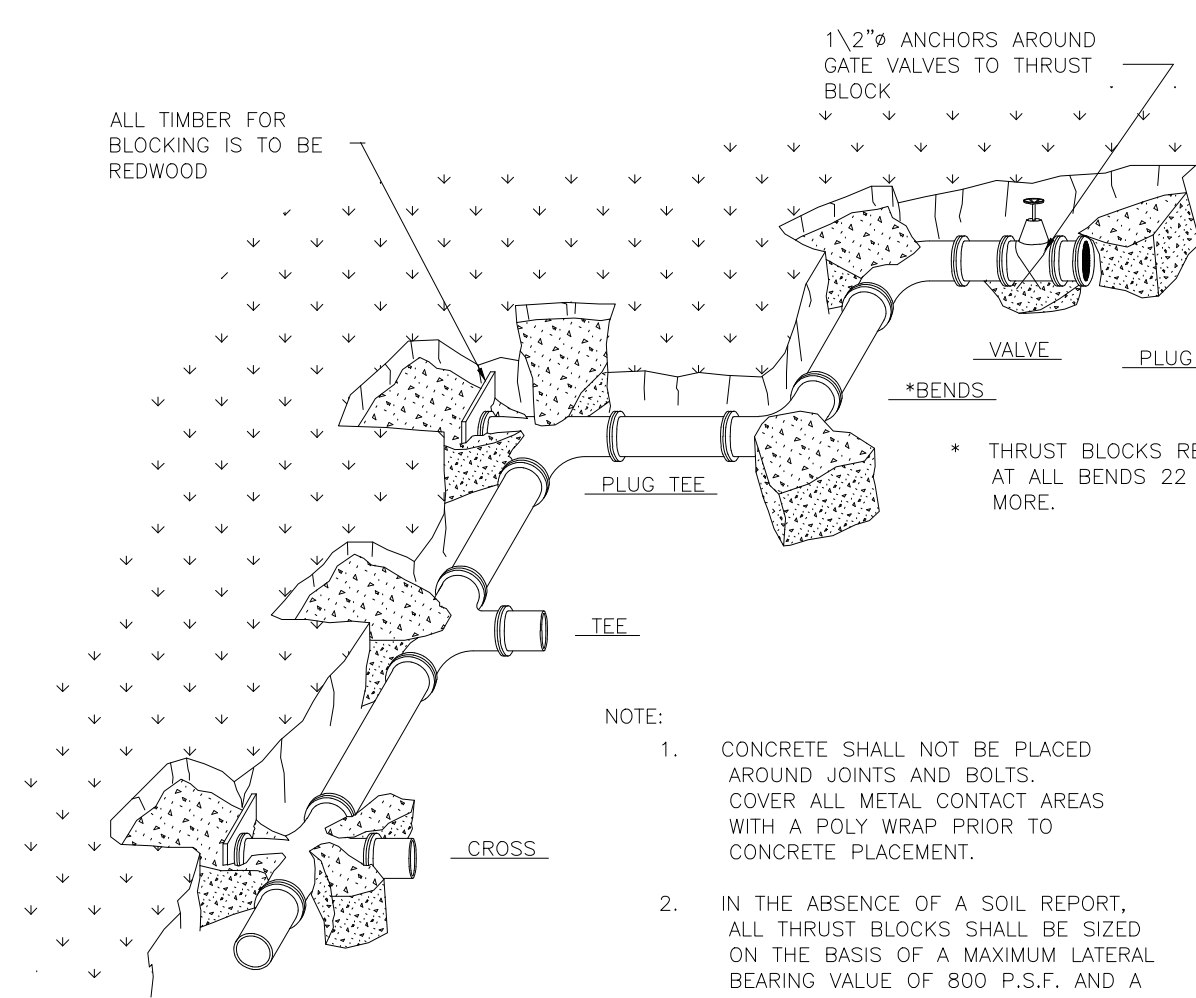 1\2"ø ANCHORS AROUND
GATE VALVES TO THRUST
BLOCK
ALL TIMBER FOR
BLOCKING IS TO BE
REDWOOD
VALVE
PLUG
*BENDS
* THRUST BLOCKS RE
AT ALL BENDS 22
MORE.
PLUG TEE
TEE
NOTE:
1. CONCRETE SHALL NOT BE PLACED
AROUND JOINTS AND BOLTS.
COVER ALL METAL CONTACT AREAS
WITH A POLY WRAP PRIOR TO
CONCRETE PLACEMENT.
CROSS
2. IN THE ABSENCE OF A SOIL REPORT,
ALL THRUST BLOCKS SHALL BE SIZED
ON THE BASIS OF A MAXIMUM LATERAL
BEARING VALUE OF 800 P.S.F. AND A